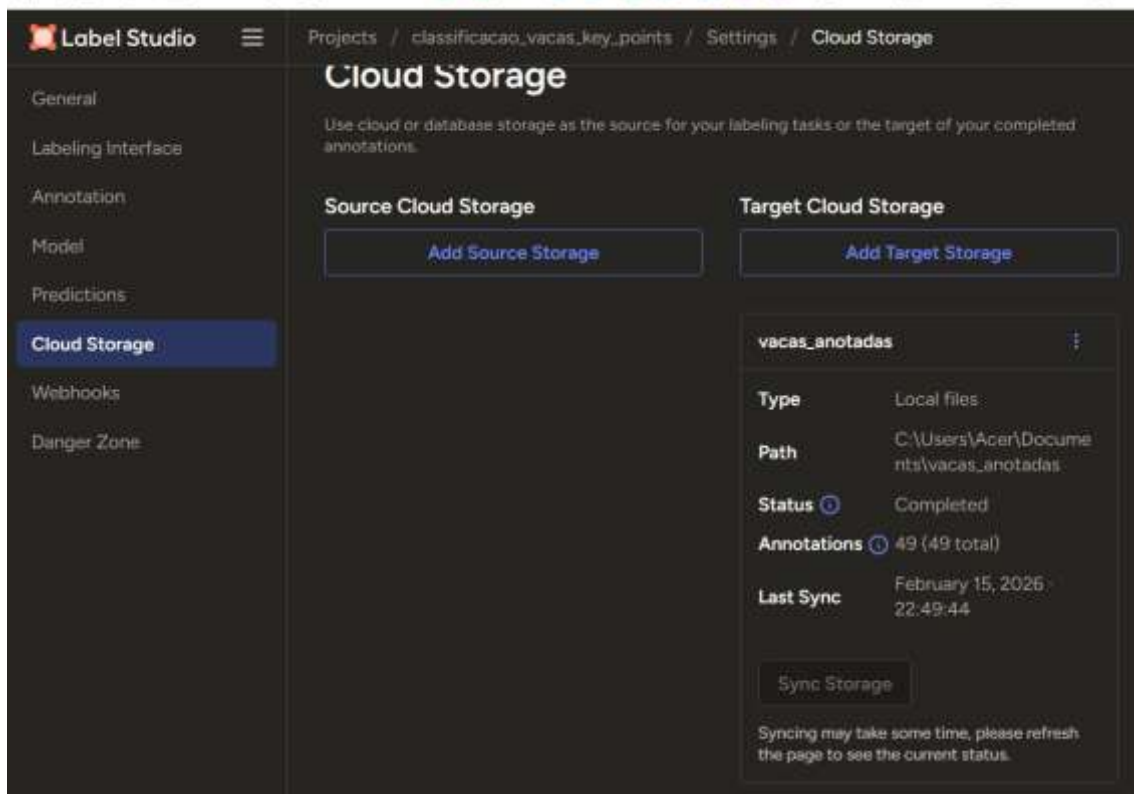 Label Studio
Projects / classificacao_vacas_key_points / Settings / Cloud Storage
General
Labeling Interface
Annotation
Model
Predictions
Cloud Storage
Webhooks
Danger Zone
Cloud Storage
Use cloud or database storage as the source for your labeling tasks or the target of your completed
annotations.
Source Cloud Storage
Add Source Storage
Target Cloud Storage
Add Target Storage
vacas_anotadas
Type Local files
Path C:\Users\Acer\Docume
nts\vacas_anotadas
Status Completed
Annotations 49 (49 total)
Last Sync February 15, 2026 ·
22:49:44
Sync Storage
Syncing may take some time, please refresh
the page to see the current status.